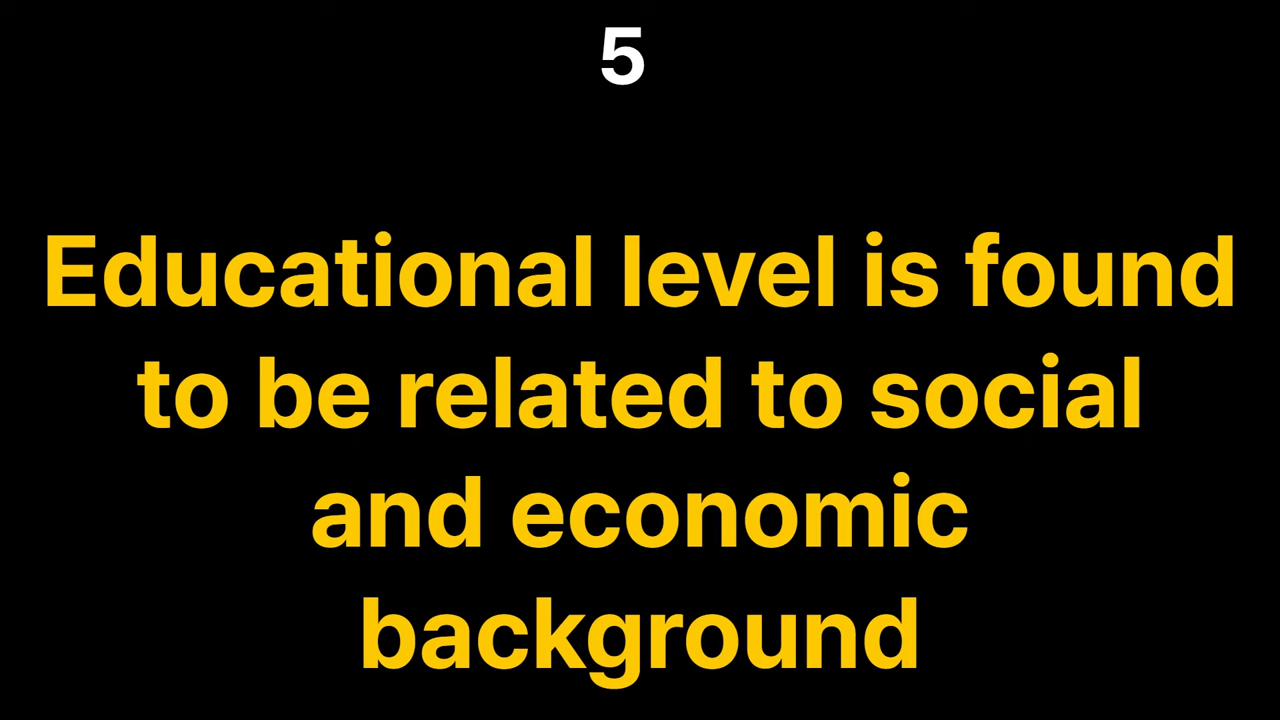 5
Educational level is found
to be related to social
and economic
background